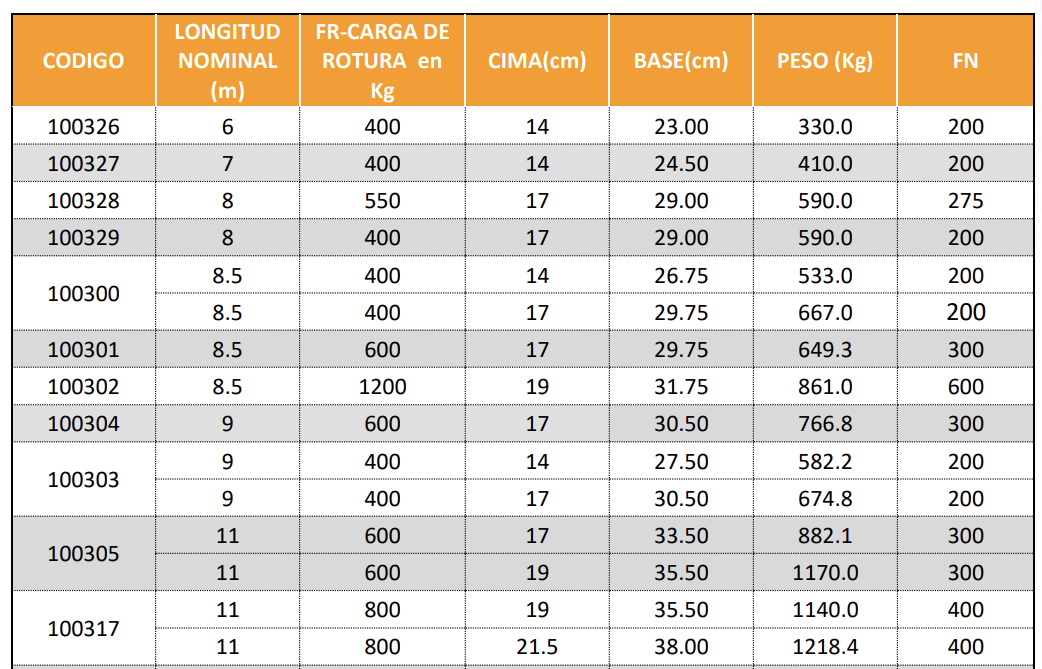 CODIGO LONGITUD NOMINAL (m) FR-CARGA DE ROTURA en Kg CIMA(cm) BASE(cm) PESO (Kg) FN
100326 6 400 14 23.00 330.0 200
100327 7 400 14 24.50 410.0 200
100328 8 550 17 29.00 590.0 275
100329 8 400 17 29.00 590.0 200
100300 8.5 400 14 26.75 533.0 200
8.5 400 17 29.75 667.0 200
100301 8.5 600 17 29.75 649.3 300
100302 8.5 1200 19 31.75 861.0 600
100304 9 600 17 30.50 766.8 300
100303 9 400 14 27.50 582.2 200
9 400 17 30.50 674.8 200
100305 11 600 17 33.50 882.1 300
11 600 19 35.50 1170.0 300
100317 11 800 19 35.50 1140.0 400
11 800 21.5 38.00 1218.4 400